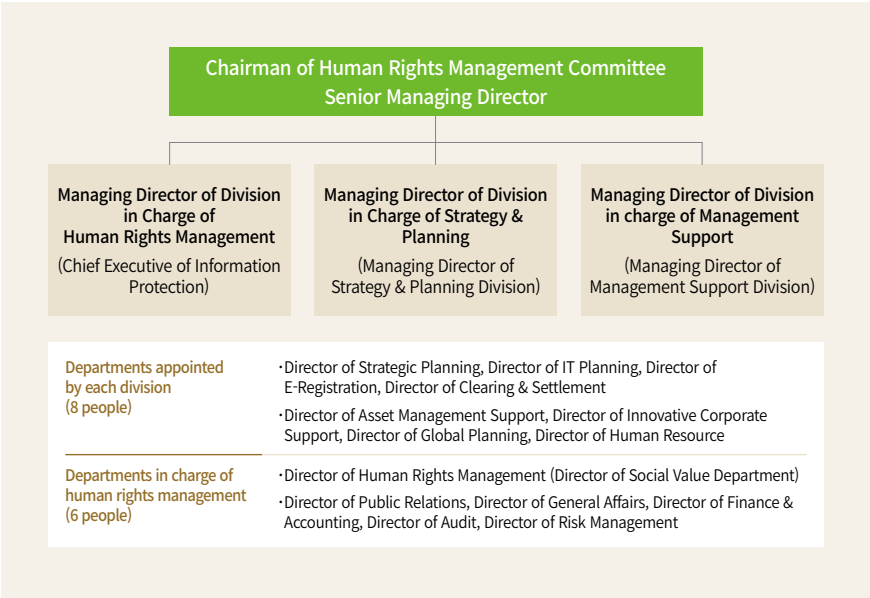 Chairman of Human Rights Management Committee
Senior Managing Director
Managing Director of Division
in Charge of
Human Rights Management
(Chief Executive of Information
Protection)
Managing Director of Division
in Charge of Strategy &
Planning
(Managing Director of
Strategy & Planning Division)
Managing Director of Division
in charge of Management
Support
(Managing Director of
Management Support Division)
Departments appointed
by each division
(8 people)
·Director of Strategic Planning, Director of IT Planning, Director of
E-Registration, Director of Clearing & Settlement
·Director of Asset Management Support, Director of Innovative Corporate
Support, Director of Global Planning, Director of Human Resource
Departments in charge of
human rights management
(6 people)
·Director of Human Rights Management (Director of Social Value Department)
·Director of Public Relations, Director of General Affairs, Director of Finance &
Accounting, Director of Audit, Director of Risk Management